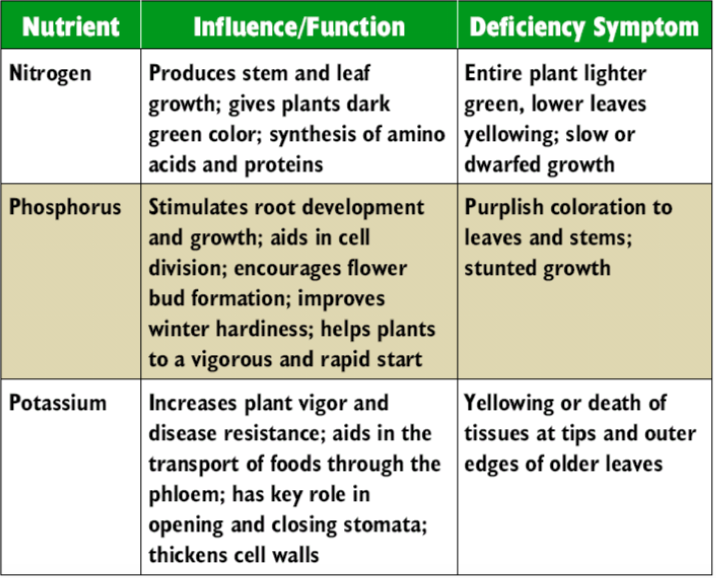 Nutrient
Influence/Function
Deficiency Symptom
Nitrogen
Produces stem and leaf
growth; gives plants dark
green color; synthesis of amino
acids and proteins
Entire plant lighter
green, lower leaves
yellowing; slow or
dwarfed growth
Phosphorus
Stimulates root development
and growth; aids in cell
division; encourages flower
bud formation; improves
winter hardiness; helps plants
to a vigorous and rapid start
Purplish coloration to
leaves and stems;
stunted growth
Potassium
Increases plant vigor and
disease resistance; aids in the
transport of foods through the
phloem; has key role in
opening and closing stomata;
thickens cell walls
Yellowing or death of
tissues at tips and outer
edges of older leaves